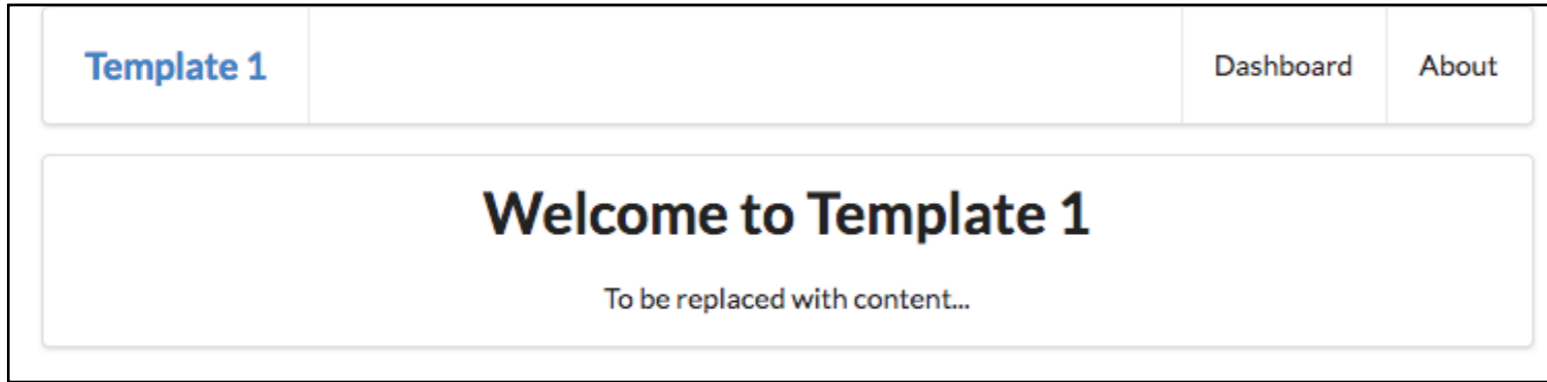 Template 1 Dashboard About
Welcome to Template 1
To be replaced with content...